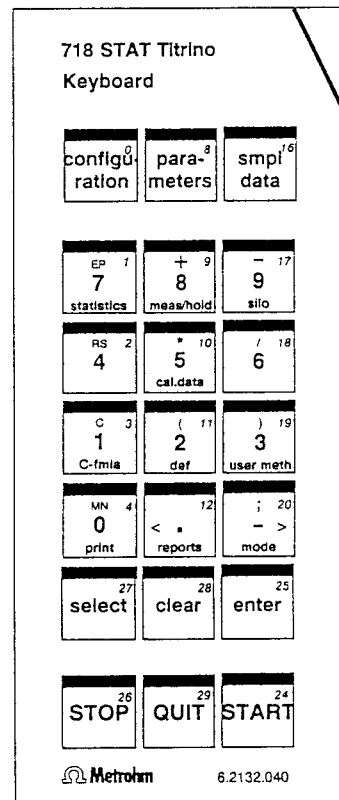 718 STAT Titrino
Keyboard
0 8 16
configu- para- smpl
ration meters data
EP 1 + 9 – 17
7 8 9
statistics meas/hold silo
RS 2 * 10 / 18
4 5 6
cal.data
C 3 ( 11 ) 19
1 2 3
C-fmla def user meth
MN 4 12 ; 20
0 < . – >
print reports mode
27 28 25
select clear enter
26 29 24
STOP QUIT START
Ω Metrohm 6.2132.040